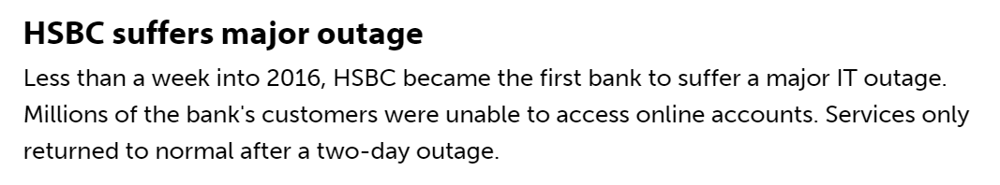 HSBC suffers major outage
Less than a week into 2016, HSBC became the first bank to suffer a major IT outage.
Millions of the bank's customers were unable to access online accounts. Services only
returned to normal after a two-day outage.